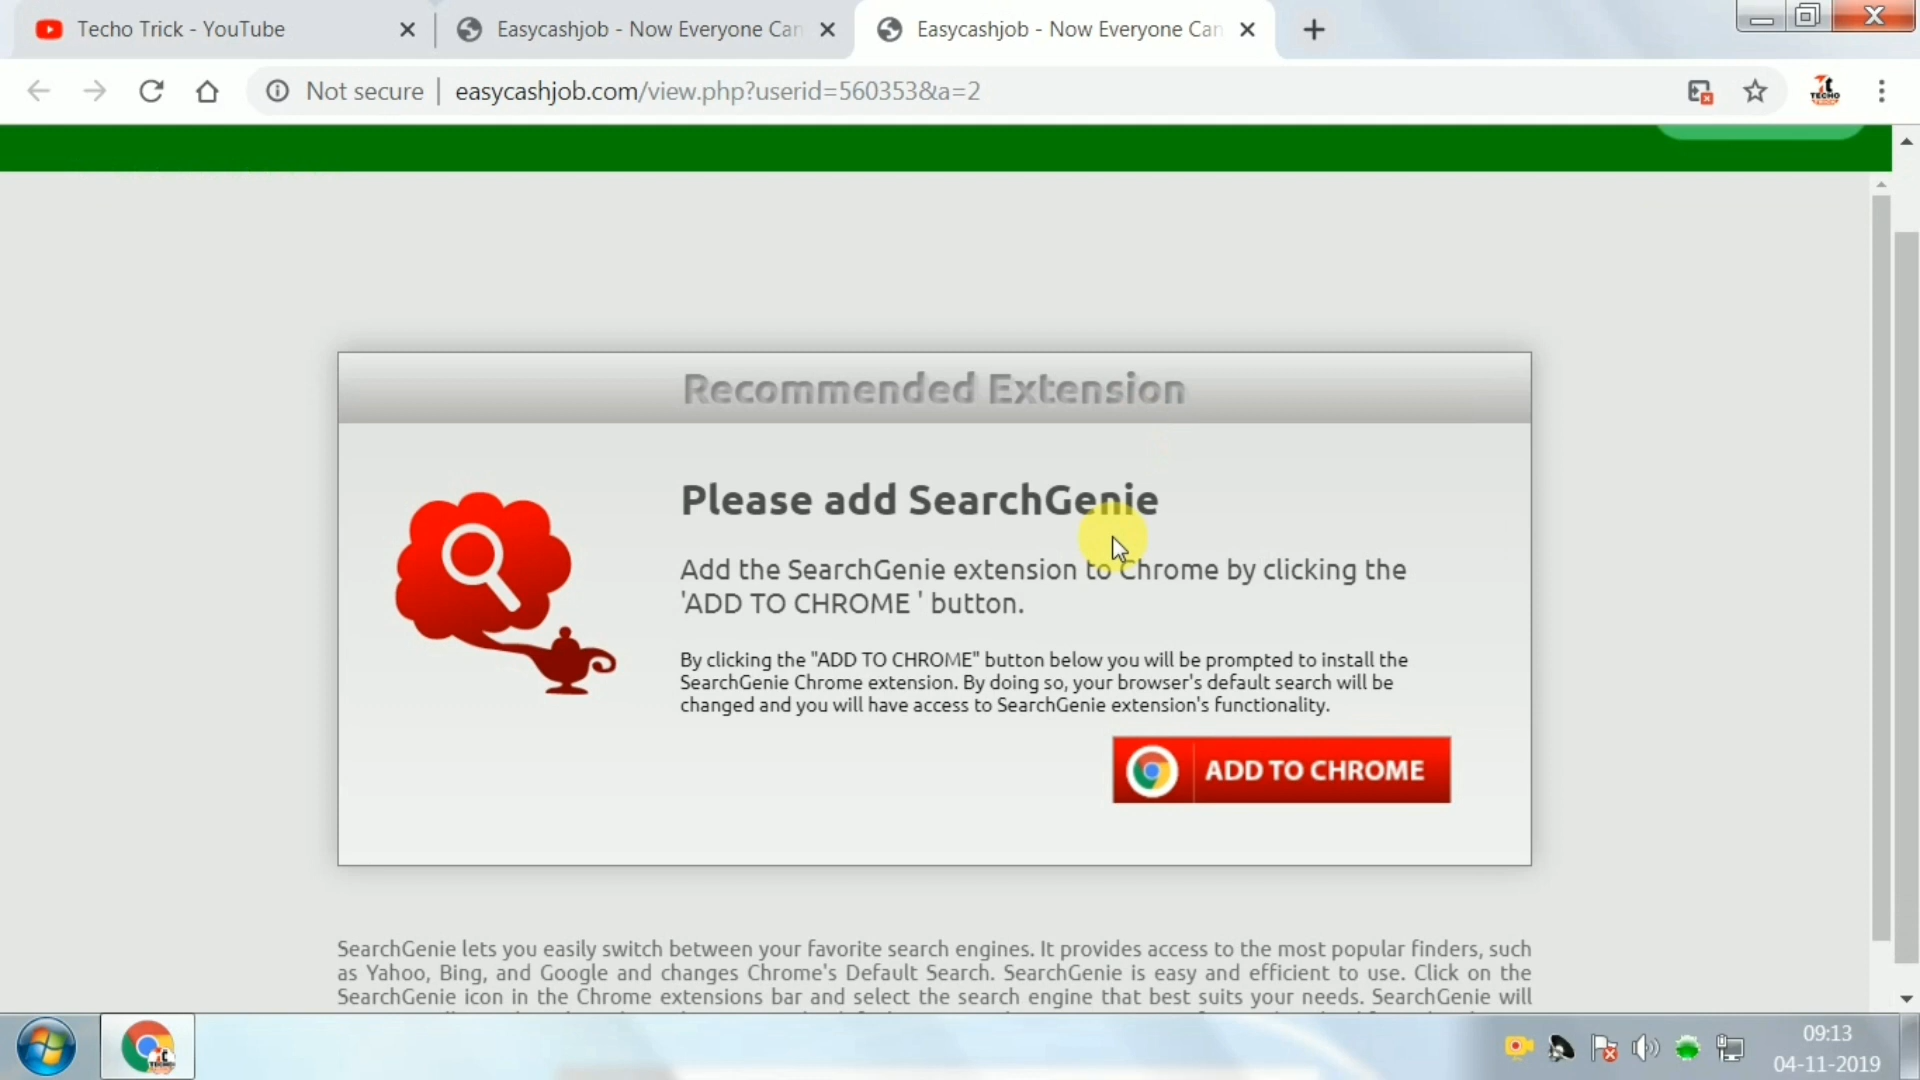 Techo Trick - YouTube
Easycashjob - Now Everyone Can
Easycashjob - Now Everyone Can
Not secure
easycashjob.com/view.php?userid=560353&a=2
TECHO
Recommended Extension
Please add SearchGenie
Add the SearchGenie extension to Chrome by clicking the
'ADD TO CHROME ' button.
By clicking the "ADD TO CHROME" button below you will be prompted to install the
SearchGenie Chrome extension. By doing so, your browser's default search will be
changed and you will have access to SearchGenie extension's functionality.
ADD TO CHROME
SearchGenie lets you easily switch between your favorite search engines. It provides access to the most popular finders, such
as Yahoo, Bing, and Google and changes Chrome's Default Search. SearchGenie is easy and efficient to use. Click on the
SearchGenie icon in the Chrome extensions bar and select the search engine that best suits your needs. SearchGenie will
09:13
04-11-2019